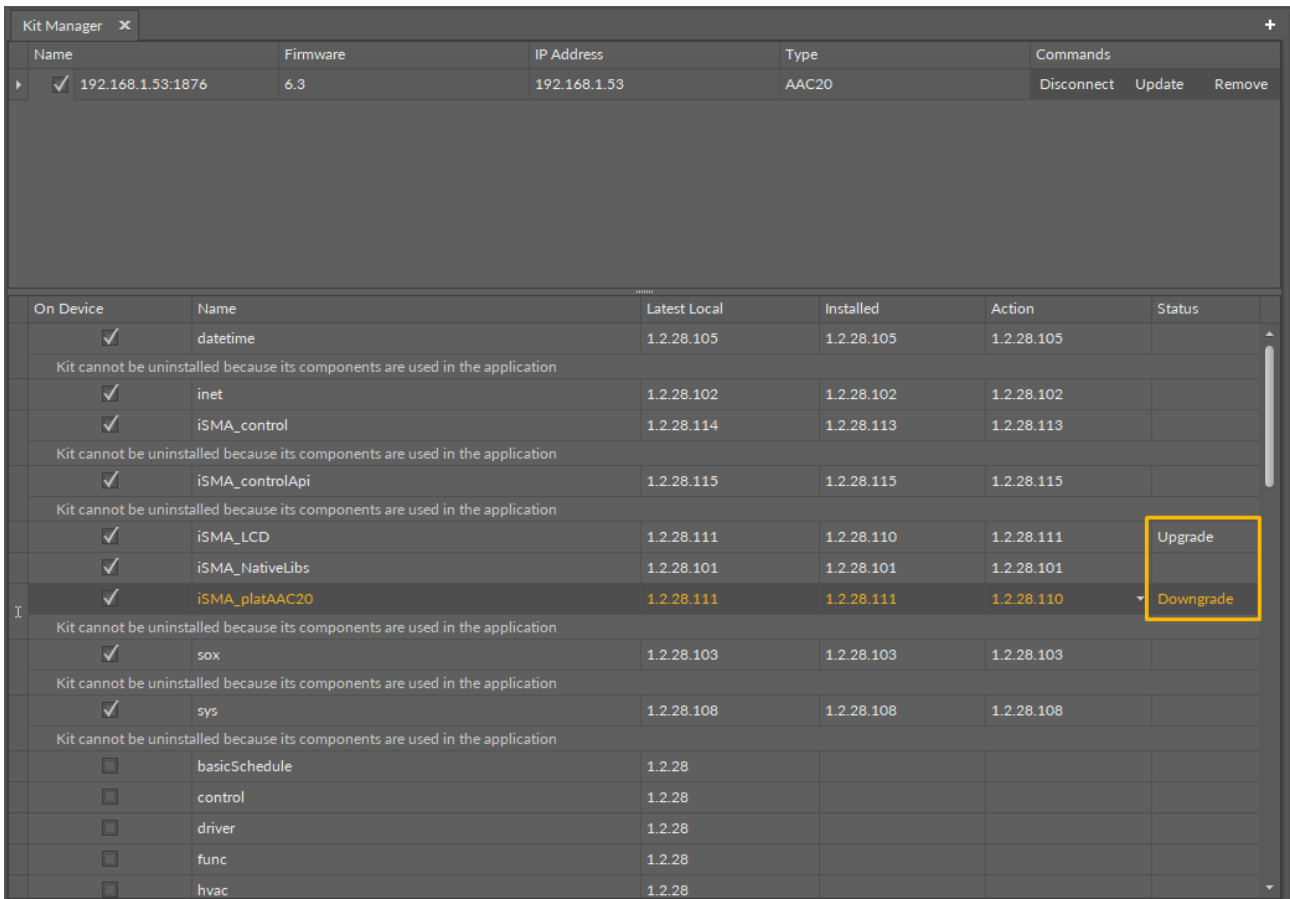 Kit Manager
Name Firmware IP Address Type Commands
192.168.1.53:1876 6.3 192.168.1.53 AAC20 Disconnect Update Remove
On Device Name Latest Local Installed Action Status
datetime 1.2.28.105 1.2.28.105 1.2.28.105
Kit cannot be uninstalled because its components are used in the application
inet 1.2.28.102 1.2.28.102 1.2.28.102
iSMA_control 1.2.28.114 1.2.28.113 1.2.28.113
Kit cannot be uninstalled because its components are used in the application
iSMA_controlApi 1.2.28.115 1.2.28.115 1.2.28.115
Kit cannot be uninstalled because its components are used in the application
iSMA_LCD 1.2.28.111 1.2.28.110 1.2.28.111 Upgrade
iSMA_NativeLibs 1.2.28.101 1.2.28.101 1.2.28.101
iSMA_platAAC20 1.2.28.111 1.2.28.111 1.2.28.110 Downgrade
Kit cannot be uninstalled because its components are used in the application
sox 1.2.28.103 1.2.28.103 1.2.28.103
Kit cannot be uninstalled because its components are used in the application
sys 1.2.28.108 1.2.28.108 1.2.28.108
Kit cannot be uninstalled because its components are used in the application
basicSchedule 1.2.28
control 1.2.28
driver 1.2.28
func 1.2.28
hvac 1.2.28